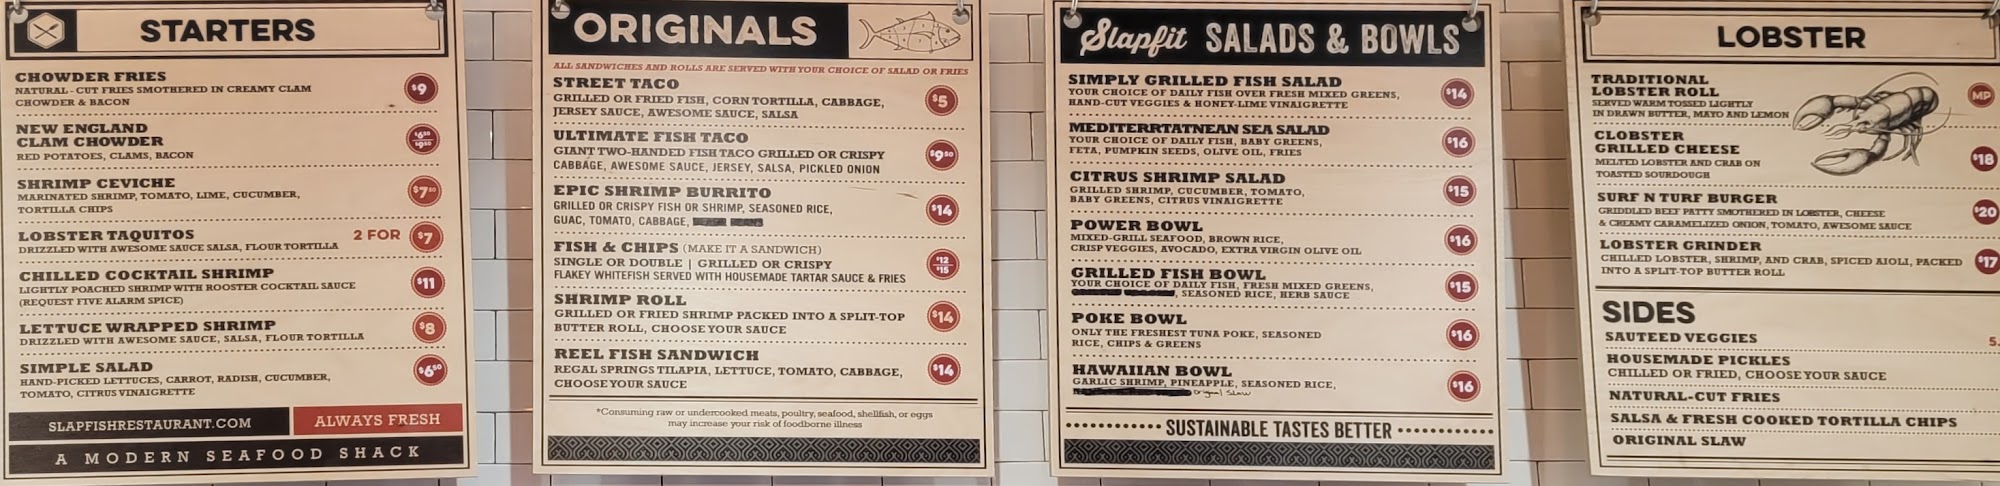 STARTERS
CHOWDER FRIES
$9
NATURAL - CUT FRIES SMOTHERED IN CREAMY CLAM
CHOWDER & BACON
NEW ENGLAND
CLAM CHOWDER
$6⁵⁰
$9⁵⁰
RED POTATOES, CLAMS, BACON
SHRIMP CEVICHE
$7⁵⁰
MARINATED SHRIMP, TOMATO, LIME, CUCUMBER,
TORTILLA CHIPS
LOBSTER TAQUITOS 2 FOR $7
DRIZZLED WITH AWESOME SAUCE SALSA, FLOUR TORTILLA
CHILLED COCKTAIL SHRIMP
$11
LIGHTLY POACHED SHRIMP WITH ROOSTER COCKTAIL SAUCE
(REQUEST FIVE ALARM SPICE)
LETTUCE WRAPPED SHRIMP
$8
DRIZZLED WITH AWESOME SAUCE, SALSA, FLOUR TORTILLA
SIMPLE SALAD
$6⁵⁰
HAND-PICKED LETTUCES, CARROT, RADISH, CUCUMBER,
TOMATO, CITRUS VINAIGRETTE
SLAPFISHRESTAURANT.COM
ALWAYS FRESH
A MODERN SEAFOOD SHACK
ORIGINALS
ALL SANDWICHES AND ROLLS ARE SERVED WITH YOUR CHOICE OF SALAD OR FRIES
STREET TACO
$5
GRILLED OR FRIED FISH, CORN TORTILLA, CABBAGE,
JERSEY SAUCE, AWESOME SAUCE, SALSA
ULTIMATE FISH TACO
$9⁵⁰
GIANT TWO-HANDED FISH TACO GRILLED OR CRISPY
CABBAGE, AWESOME SAUCE, JERSEY, SALSA, PICKLED ONION
EPIC SHRIMP BURRITO
$14
GRILLED OR CRISPY FISH OR SHRIMP, SEASONED RICE,
GUAC, TOMATO, CABBAGE,
FISH & CHIPS (MAKE IT A SANDWICH)
$12
$15
SINGLE OR DOUBLE | GRILLED OR CRISPY
FLAKEY WHITEFISH SERVED WITH HOUSEMADE TARTAR SAUCE & FRIES
SHRIMP ROLL
$14
GRILLED OR FRIED SHRIMP PACKED INTO A SPLIT-TOP
BUTTER ROLL, CHOOSE YOUR SAUCE
REEL FISH SANDWICH
$14
REGAL SPRINGS TILAPIA, LETTUCE, TOMATO, CABBAGE,
CHOOSE YOUR SAUCE
*Consuming raw or undercooked meats, poultry, seafood, shellfish, or eggs
may increase your risk of foodborne illness
Slapfit SALADS & BOWLS
SIMPLY GRILLED FISH SALAD
$14
YOUR CHOICE OF DAILY FISH OVER FRESH MIXED GREENS,
HAND-CUT VEGGIES & HONEY-LIME VINAIGRETTE
MEDITERRTATNEAN SEA SALAD
$16
YOUR CHOICE OF DAILY FISH, BABY GREENS,
FETA, PUMPKIN SEEDS, OLIVE OIL, FRIES
CITRUS SHRIMP SALAD
$15
GRILLED SHRIMP, CUCUMBER, TOMATO,
BABY GREENS, CITRUS VINAIGRETTE
POWER BOWL
$16
MIXED-GRILL SEAFOOD, BROWN RICE,
CRISP VEGGIES, AVOCADO, EXTRA VIRGIN OLIVE OIL
GRILLED FISH BOWL
$15
YOUR CHOICE OF DAILY FISH, FRESH MIXED GREENS,
, SEASONED RICE, HERB SAUCE
POKE BOWL
$16
ONLY THE FRESHEST TUNA POKE, SEASONED
RICE, CHIPS & GREENS
HAWAIIAN BOWL
$16
GARLIC SHRIMP, PINEAPPLE, SEASONED RICE,
Original Slaw
SUSTAINABLE TASTES BETTER
LOBSTER
TRADITIONAL
LOBSTER ROLL
MP
SERVED WARM TOSSED LIGHTLY
IN DRAWN BUTTER, MAYO AND LEMON
CLOBSTER
GRILLED CHEESE
$18
MELTED LOBSTER AND CRAB ON
TOASTED SOURDOUGH
SURF N TURF BURGER
$20
GRIDDLED BEEF PATTY SMOTHERED IN LOBSTER, CHEESE
& CREAMY CARAMELIZED ONION, TOMATO, AWESOME SAUCE
LOBSTER GRINDER
$17
CHILLED LOBSTER, SHRIMP, AND CRAB, SPICED AIOLI, PACKED
INTO A SPLIT-TOP BUTTER ROLL
SIDES
SAUTEED VEGGIES 5.
HOUSEMADE PICKLES
CHILLED OR FRIED, CHOOSE YOUR SAUCE
NATURAL-CUT FRIES
SALSA & FRESH COOKED TORTILLA CHIPS
ORIGINAL SLAW